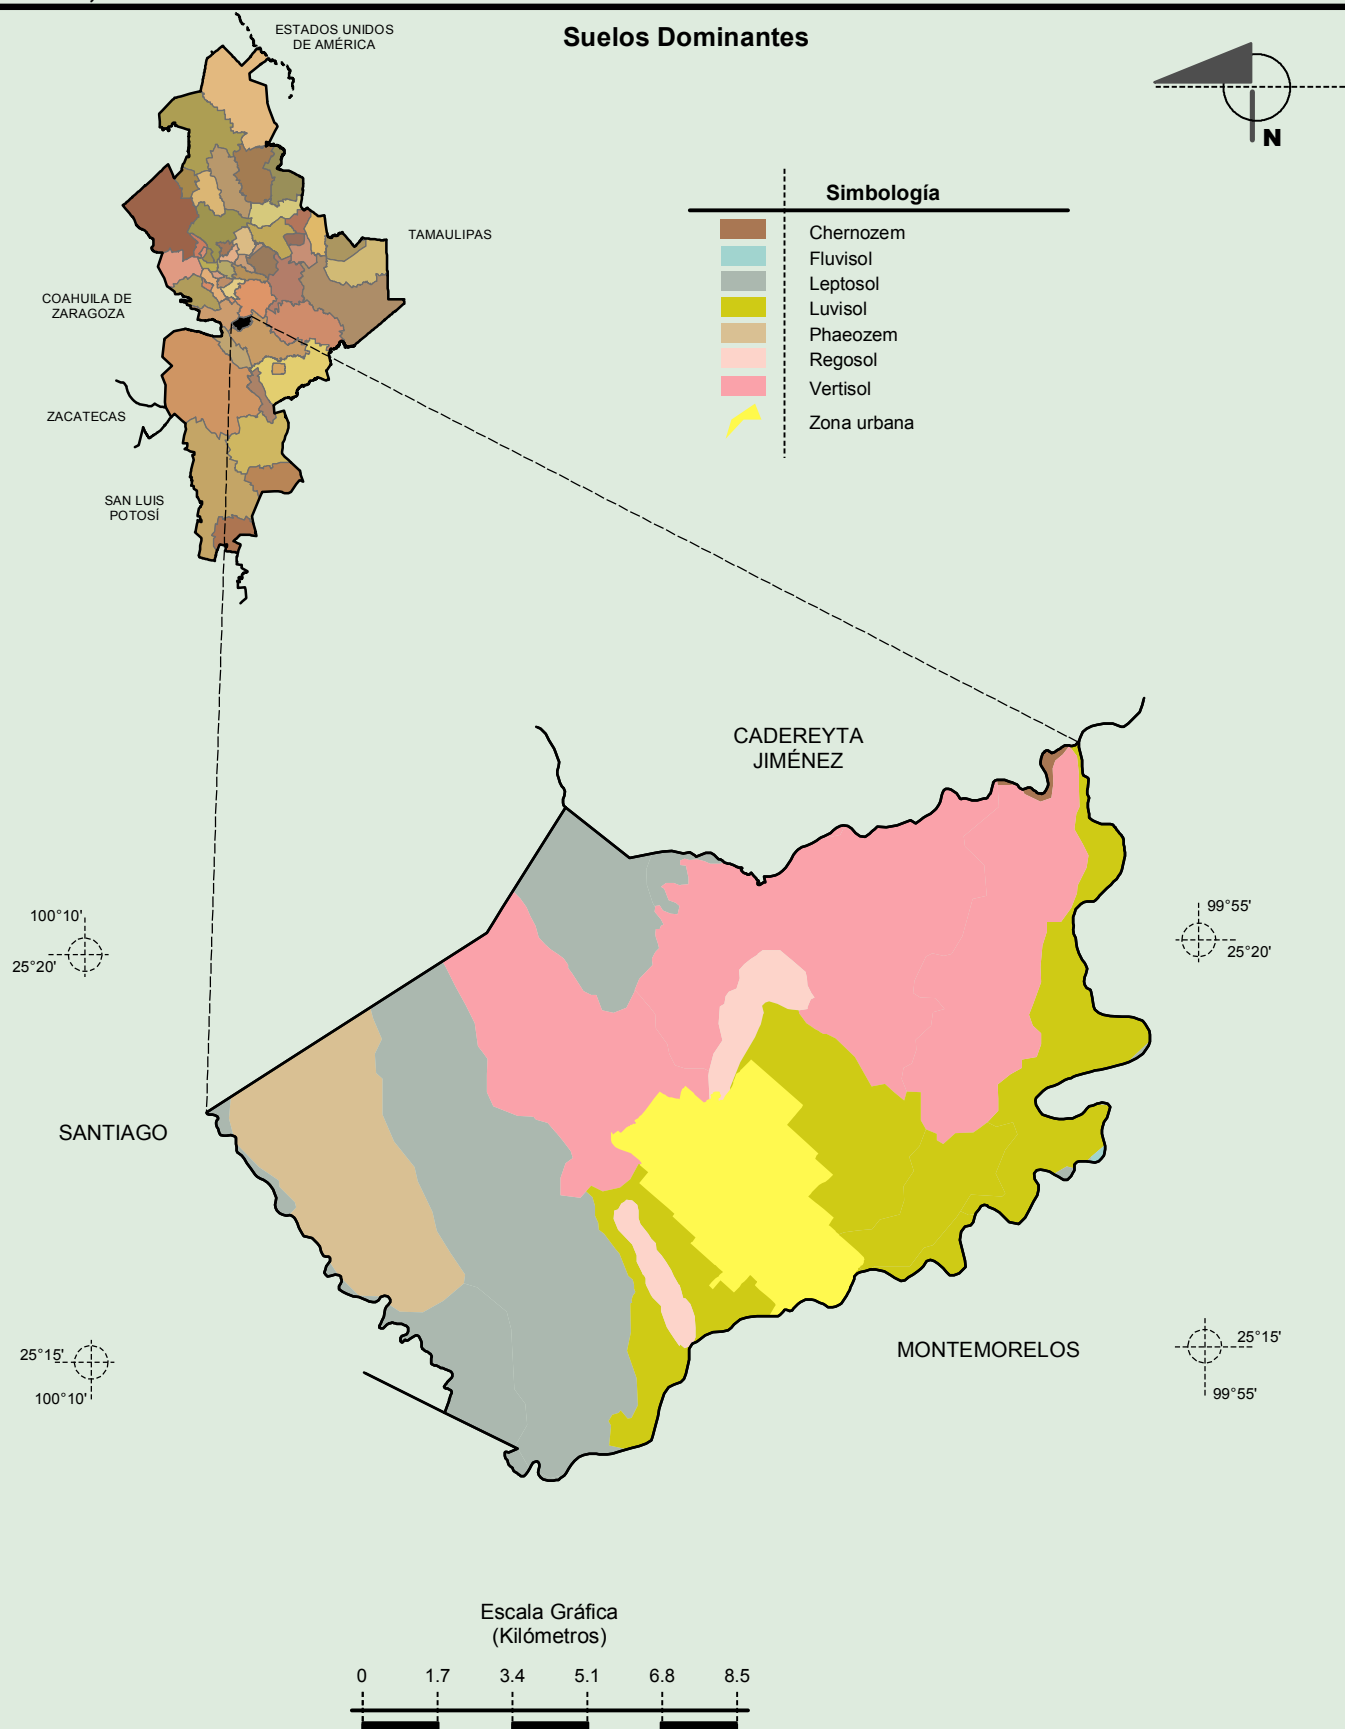 Suelos Dominantes
ESTADOS UNIDOS
DE AMÉRICA
N
Simbología
Chernozem
Fluvisol
Leptosol
Luvisol
Phaeozem
Regosol
Vertisol
Zona urbana
TAMAULIPAS
COAHUILA DE
ZARAGOZA
ZACATECAS
SAN LUIS
POTOSÍ
CADEREYTA
JIMÉNEZ
100°10'
25°20'
99°55'
25°20'
SANTIAGO
MONTEMORELOS
25°15'
100°10'
25°15'
99°55'
Escala Gráfica
(Kilómetros)
0 1.7 3.4 5.1 6.8 8.5